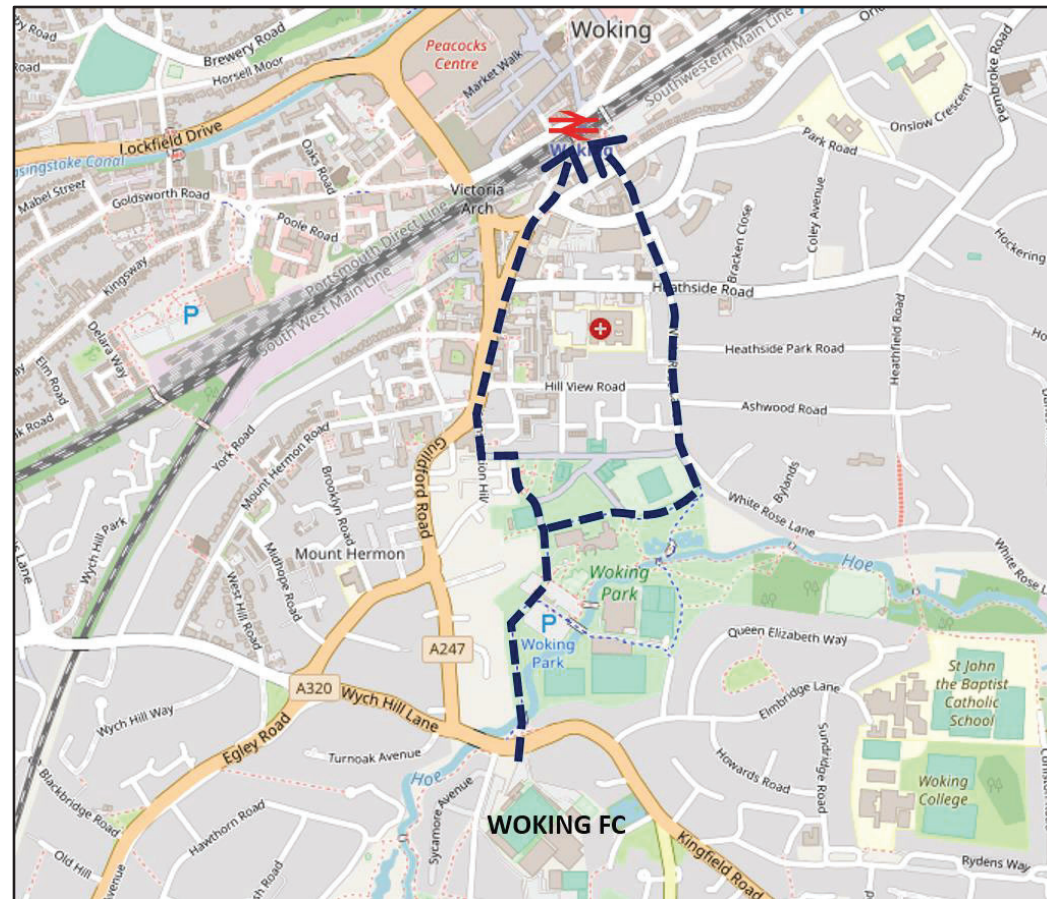 Woking
Brewery Road
Horsell Moor
Peacocks
Centre
Market Walk
Southwestern Main Line
Pembroke Road
Onslow Crescent
Park Road
Lockfield Drive
Mabel Street
Goldsworth Road
Oaks Road
Poole Road
Victoria
Arch
Woking
Kingsway
Portsmouth Direct Line
South West Main Line
P
Delara Way
Elm Road
Bracken Close
Coley Avenue
Hockering
Heathside Road
Heathfield Road
Heathside Park Road
Hill View Road
Ashwood Road
York Road
Mount Hermon Road
Brooklyn Road
Guildford Road
Bylands
White Rose Lane
White Rose L
Wych Hill Park
Midhope Road
Mount Hermon
West Hill Road
Woking
Park
Hoe
P
Woking
Park
A247
A320
Queen Elizabeth Way
Elmbridge Lane
St John
the Baptist
Catholic
School
Wych Hill Way
Wych Hill Lane
Egley Road
Turnoak Avenue
Hoe
Howards Road
Sundridge Road
Woking
College
Blackbridge Road
Hawthorn Road
Sycamore Avenue
WOKING FC
Kingfield Road
Old Hill
Rydens Way